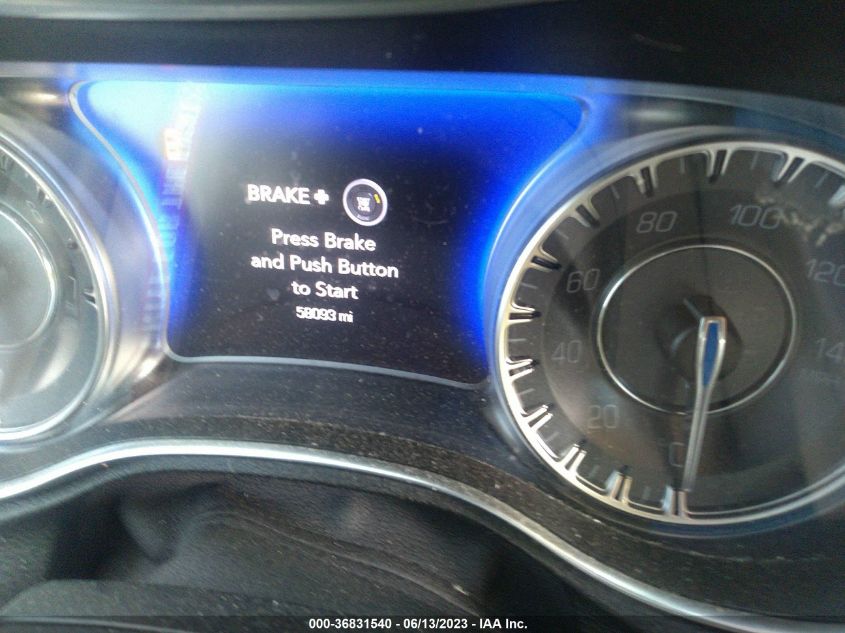 BRAKE +
Press Brake
and Push Button
to Start
58093 mi
0
20
40
60
80
100
120
000-36831540 - 06/13/2023 - IAA Inc.